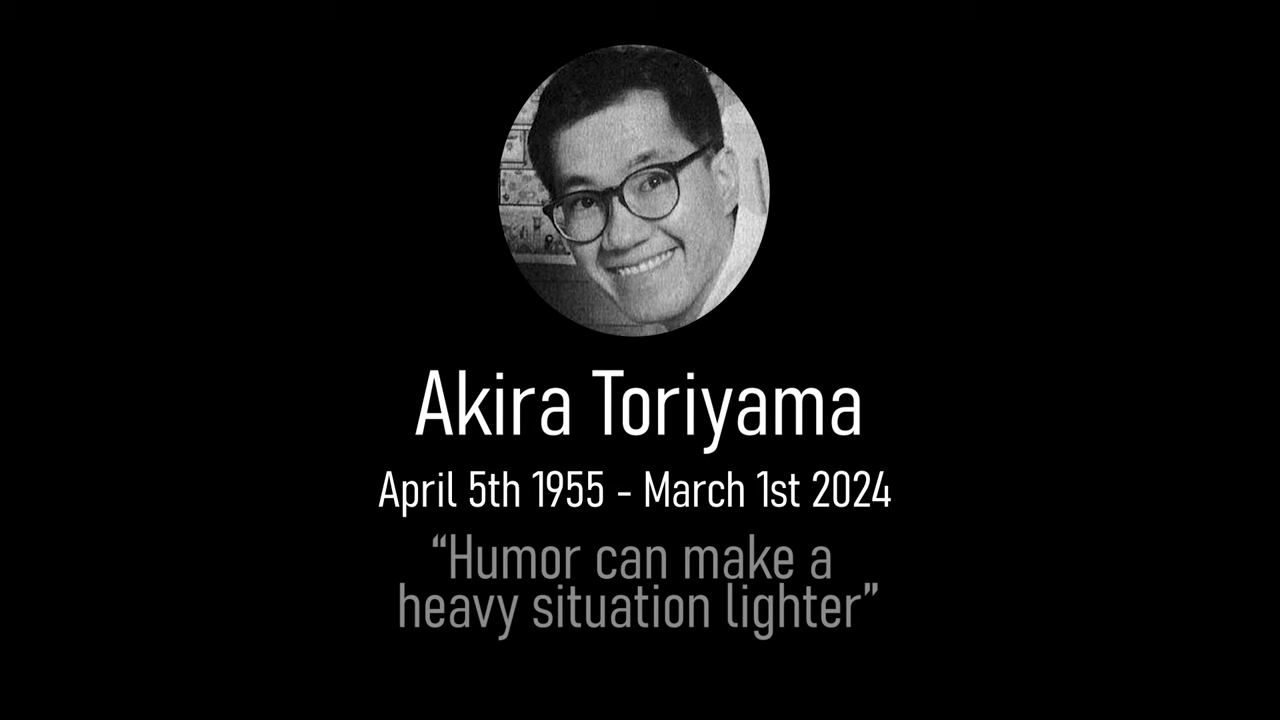 Akira Toriyama
April 5th 1955 - March 1st 2024
“Humor can make a
heavy situation lighter”